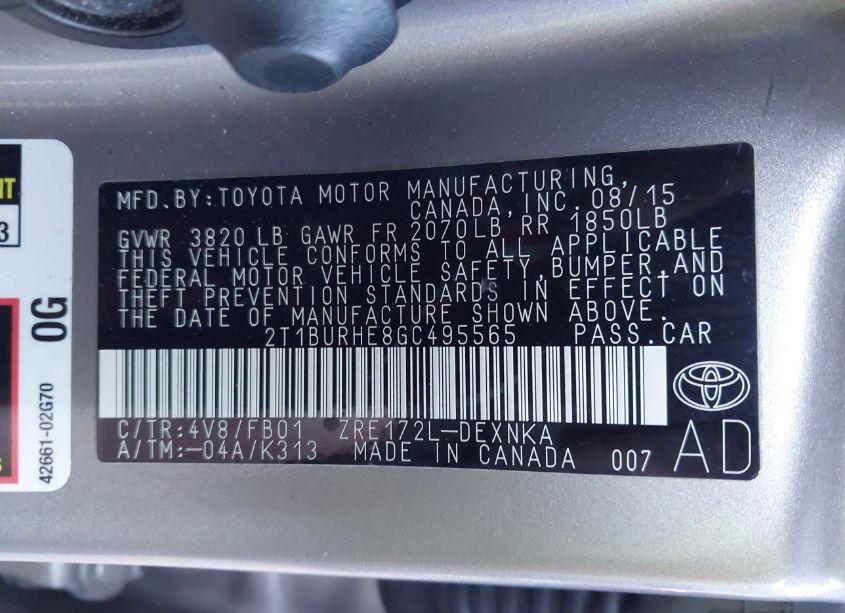 MFD.BY:TOYOTA MOTOR MANUFACTURING,
CANADA,INC.08/15
GVWR 3820 LB GAWR FR 2070LB RR 1850LB
THIS VEHICLE CONFORMS TO ALL APPLICABLE
FEDERAL MOTOR VEHICLE SAFETY,BUMPER,AND
THEFT PREVENTION STANDARDS IN EFFECT ON
THE DATE OF MANUFACTURE SHOWN ABOVE.
2T1BURHE8GC495565 PASS.CAR
C/TR:4V8/FB01 ZRE172L-DEXNKA
A/TM:-04A/K313 MADE IN CANADA 007 AD
0G
42661-02G70
3